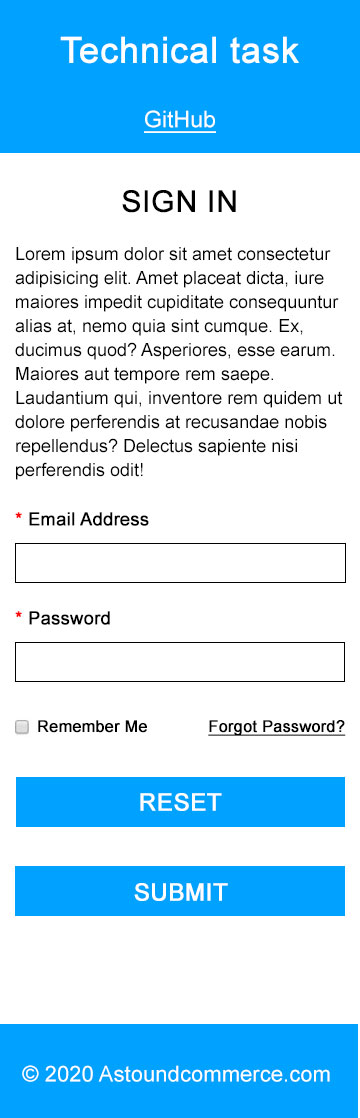 Technical task
GitHub
SIGN IN
Lorem ipsum dolor sit amet consectetur
adipisicing elit. Amet placeat dicta, iure
maiores impedit cupiditate consequuntur
alias at, nemo quia sint cumque. Ex,
ducimus quod? Asperiores, esse earum.
Maiores aut tempore rem saepe.
Laudantium qui, inventore rem quidem ut
dolore perferendis at recusandae nobis
repellendus? Delectus sapiente nisi
perferendis odit!
* Email Address
* Password
Remember Me Forgot Password?
RESET
SUBMIT
© 2020 Astoundcommerce.com